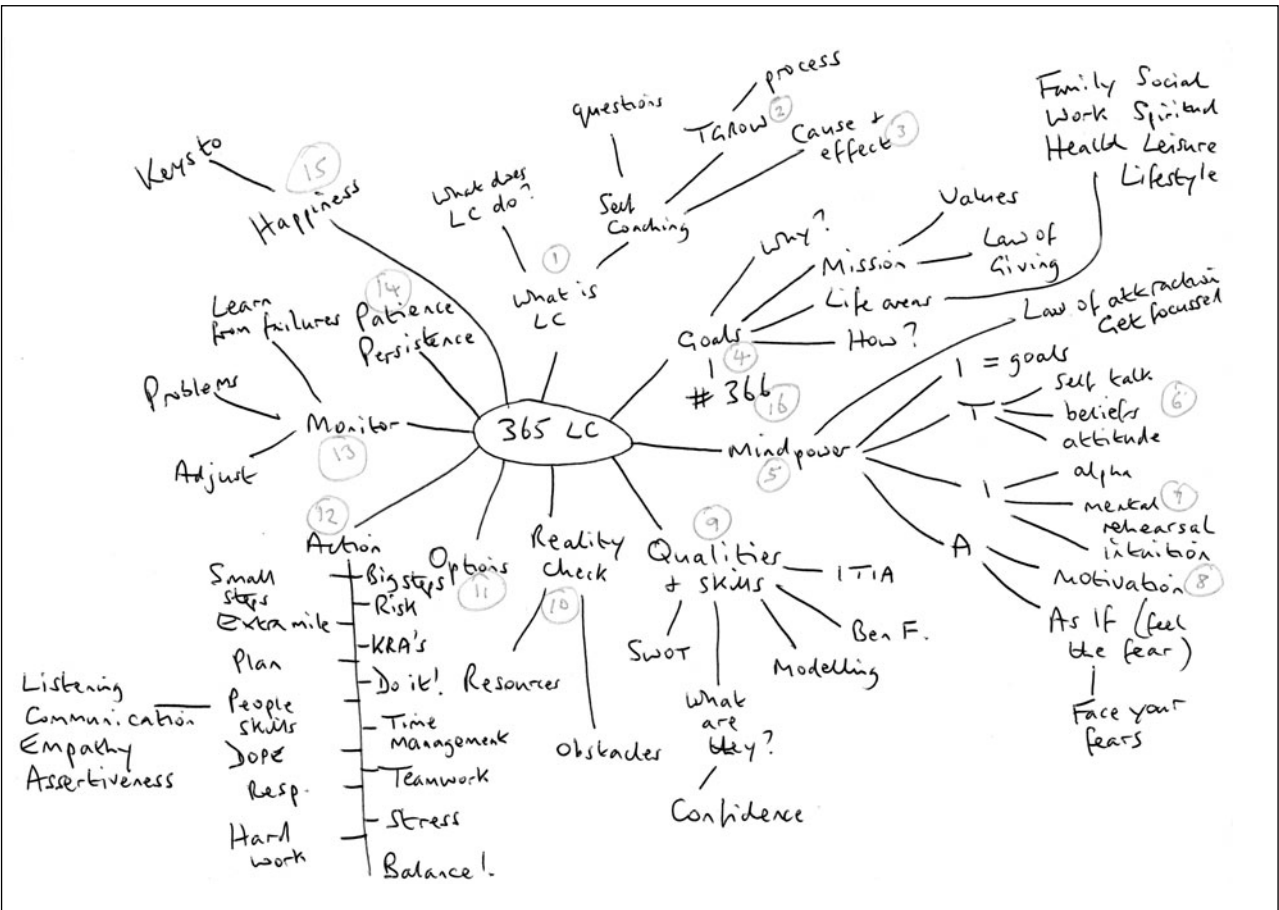 365 LC
1
What is
LC
What does
LC do?
Self
Coaching
questions
TGROW 2
process
Cause +
effect 3
Goals
4
Why?
Mission
Values
Law of
Giving
Life areas
Family Social
Work Spiritual
Health Leisure
Lifestyle
How?
# 366
16
Mindpower
5
Law of attraction
Get focussed
I = goals
T
self talk
beliefs 6
attitude
I
alpha
mental 7
rehearsal
intuition
A
Motivation 8
As If (feel
the fear)
Face your
fears
9
Qualities
+ skills
ITIA
Ben F.
Modelling
What
are
they?
Confidence
SWOT
Reality
check
10
Resources
Obstacles
Options
11
12
Action
Small
steps
Big steps
Risk
Extra mile
KRA's
Plan
Do it!
People
skills
Listening
Communication
Empathy
Assertiveness
Time
Management
DOPE
Teamwork
Resp.
Stress
Hard
work
Balance!
Monitor
13
Learn
from failures
Problems
Adjust
14
Patience
Persistence
15
Happiness
Keys to